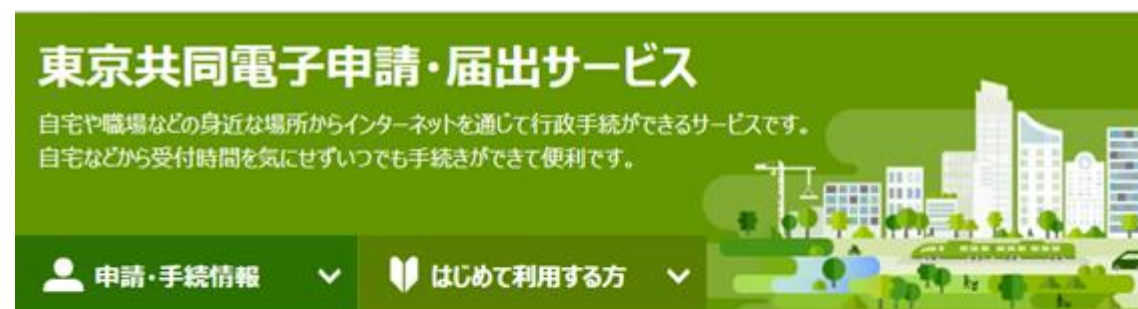 東京共同電子申請・届出サービス
自宅や職場などの身近な場所からインターネットを通じて行政手続ができるサービスです。
自宅などから受付時間を気にせずいつでも手続きができて便利です。
申請・手続情報
はじめて利用する方